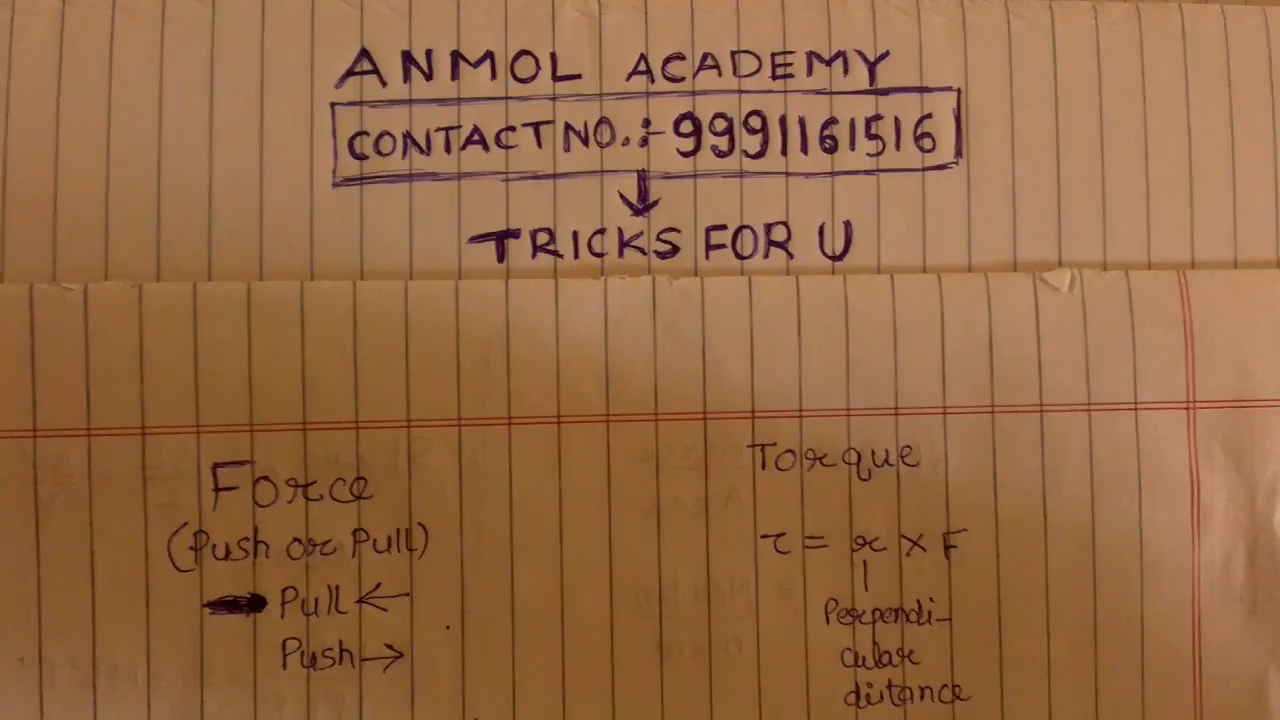 ANMOL ACADEMY
CONTACT NO.:- 9991161516
TRICKS FOR U
Force
(Push or Pull)
Pull ←
Push →
Torque
τ = r × F
Perpendi-
cular
distance